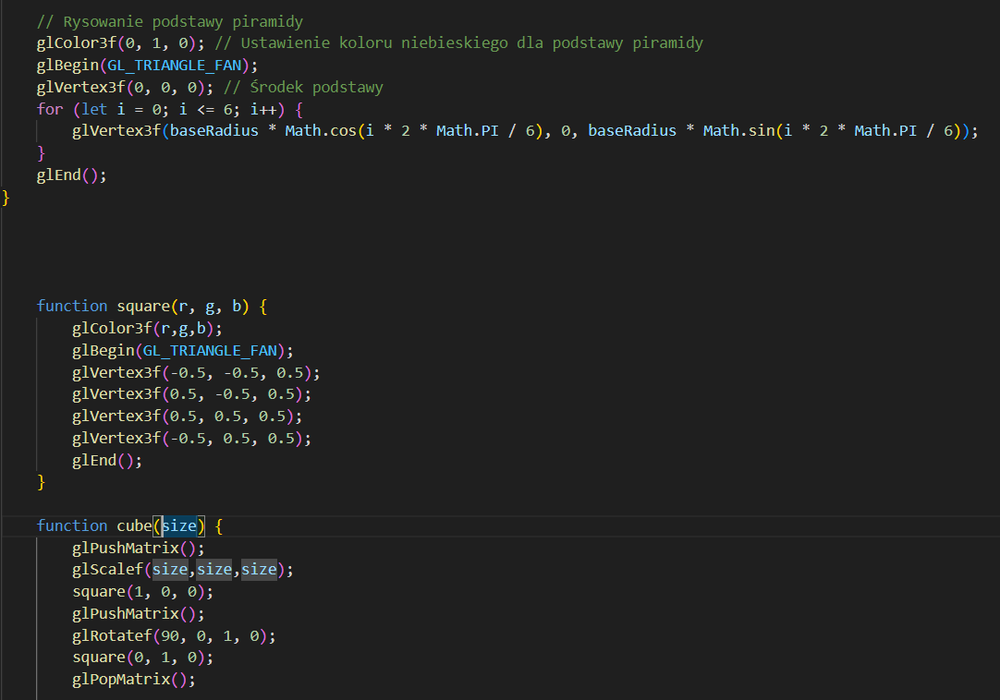 // Rysowanie podstawy piramidy
glColor3f(0, 1, 0); // Ustawienie koloru niebieskiego dla podstawy piramidy
glBegin(GL_TRIANGLE_FAN);
glVertex3f(0, 0, 0); // Środek podstawy
for (let i = 0; i <= 6; i++) {
glVertex3f(baseRadius * Math.cos(i * 2 * Math.PI / 6), 0, baseRadius * Math.sin(i * 2 * Math.PI / 6));
}
glEnd();
}
function square(r, g, b) {
glColor3f(r,g,b);
glBegin(GL_TRIANGLE_FAN);
glVertex3f(-0.5, -0.5, 0.5);
glVertex3f(0.5, -0.5, 0.5);
glVertex3f(0.5, 0.5, 0.5);
glVertex3f(-0.5, 0.5, 0.5);
glEnd();
}
function cube(size) {
glPushMatrix();
glScalef(size,size,size);
square(1, 0, 0);
glPushMatrix();
glRotatef(90, 0, 1, 0);
square(0, 1, 0);
glPopMatrix();